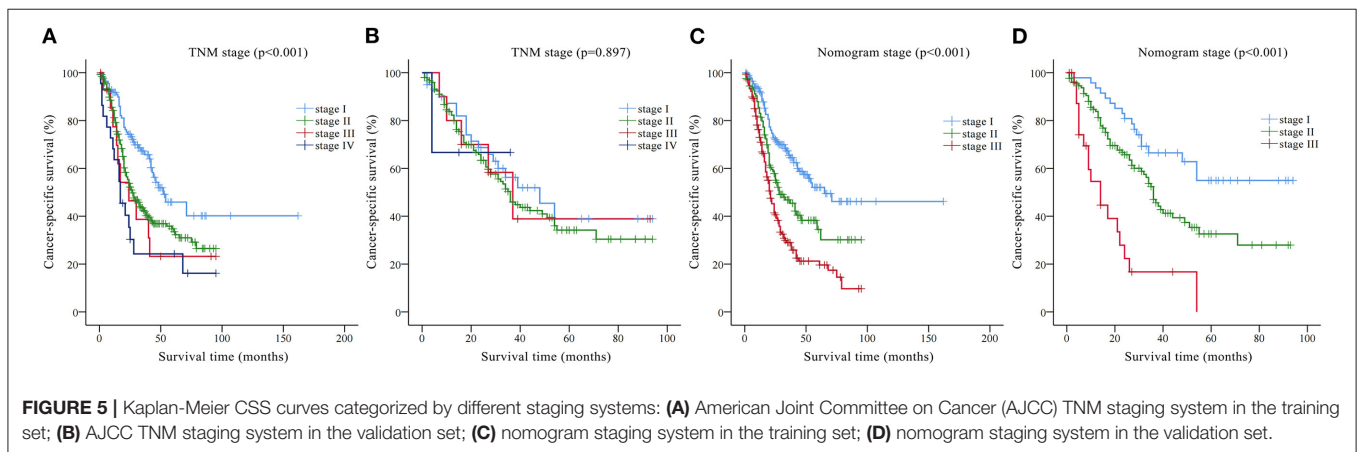 A
TNM stage (p<0.001)
100
80
60
40
20
0
Cancer-specific survival (%)
stage I
stage II
stage III
stage IV
0
50
100
150
200
Survival time (months)
B
TNM stage (p=0.897)
100
80
60
40
20
0
Cancer-specific survival (%)
stage I
stage II
stage III
stage IV
0
20
40
60
80
100
Survival time (months)
C
Nomogram stage (p<0.001)
100
80
60
40
20
0
Cancer-specific survival (%)
stage I
stage II
stage III
0
50
100
150
200
Survival time (months)
D
Nomogram stage (p<0.001)
100
80
60
40
20
0
Cancer-specific survival (%)
stage I
stage II
stage III
0
20
40
60
80
100
Survival time (months)
FIGURE 5 | Kaplan-Meier CSS curves categorized by different staging systems: (A) American Joint Committee on Cancer (AJCC) TNM staging system in the training
set; (B) AJCC TNM staging system in the validation set; (C) nomogram staging system in the training set; (D) nomogram staging system in the validation set.